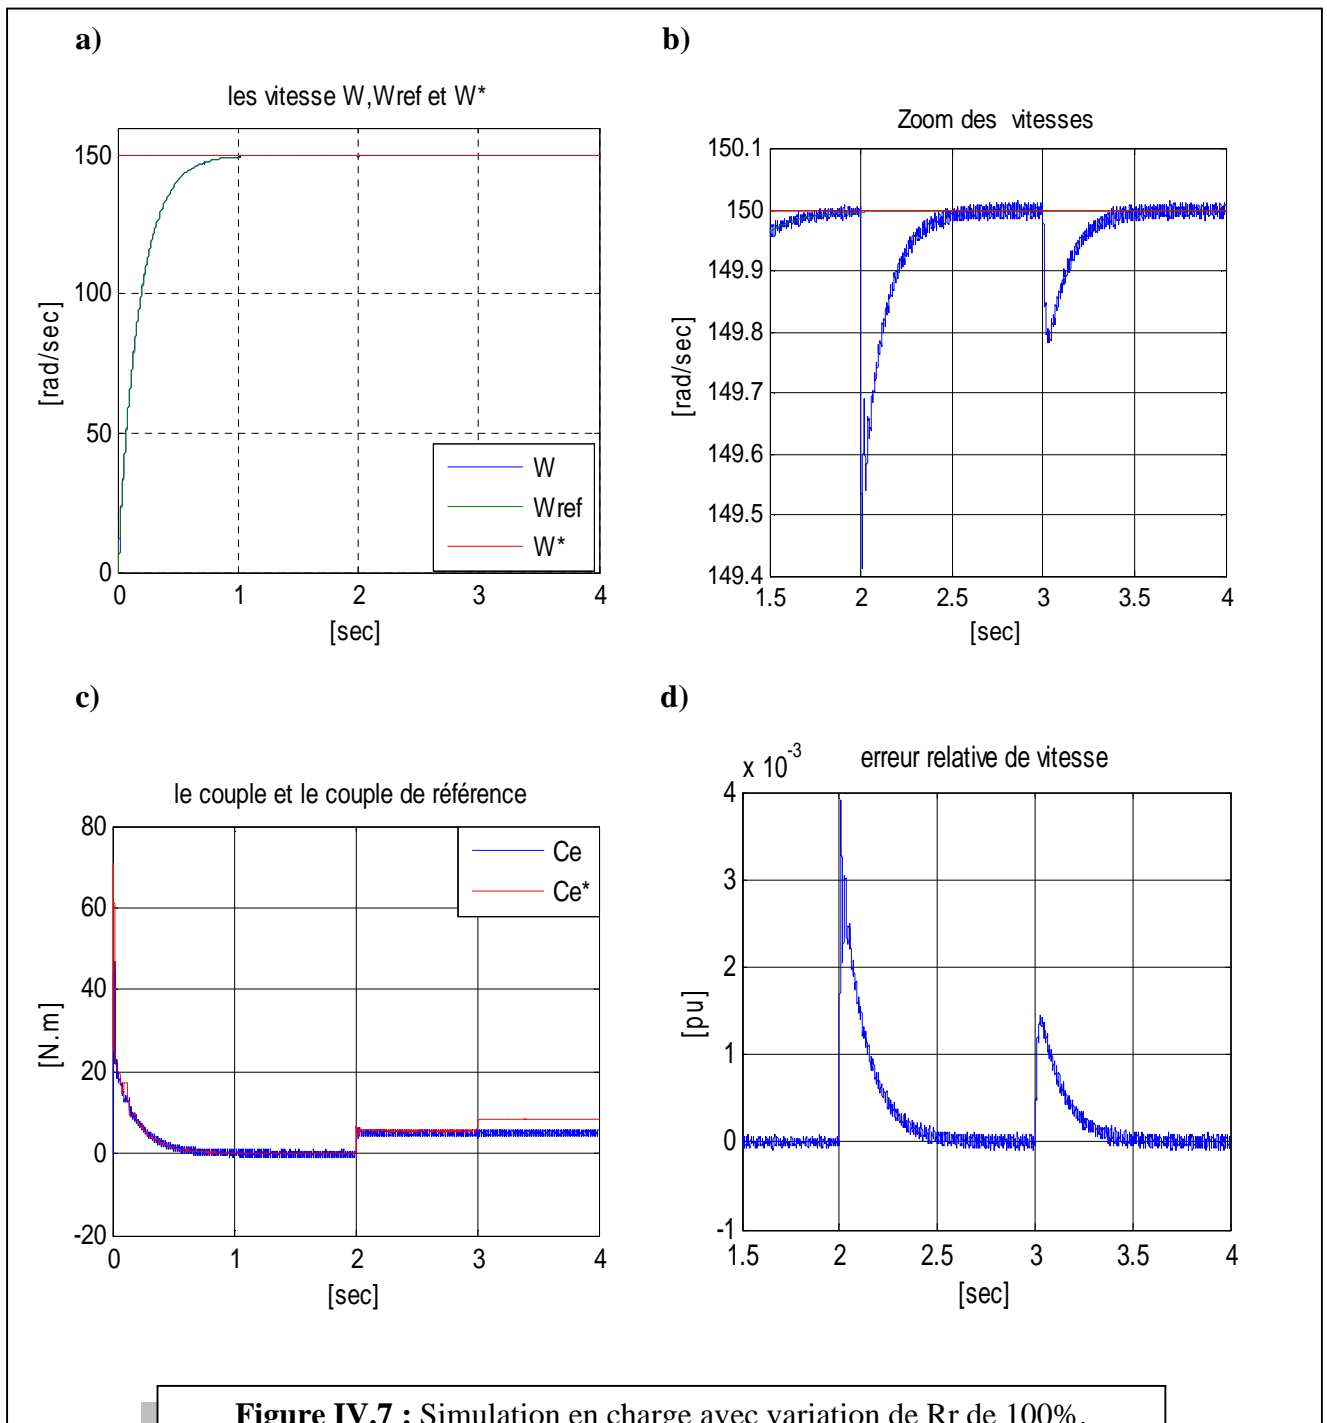 a)
les vitesse W,Wref et W*
150
100
50
0
0 1 2 3 4
[rad/sec]
[sec]
W
Wref
W*
b)
Zoom des vitesses
150.1
150
149.9
149.8
149.7
149.6
149.5
149.4
1.5 2 2.5 3 3.5 4
[rad/sec]
[sec]
c)
le couple et le couple de référence
80
60
40
20
0
-20
0 1 2 3 4
[N.m]
[sec]
Ce
Ce*
d)
x 10-3
erreur relative de vitesse
4
3
2
1
0
-1
1.5 2 2.5 3 3.5 4
[pu]
[sec]
Figure IV.7 : Simulation en charge avec variation de Rr de 100%.